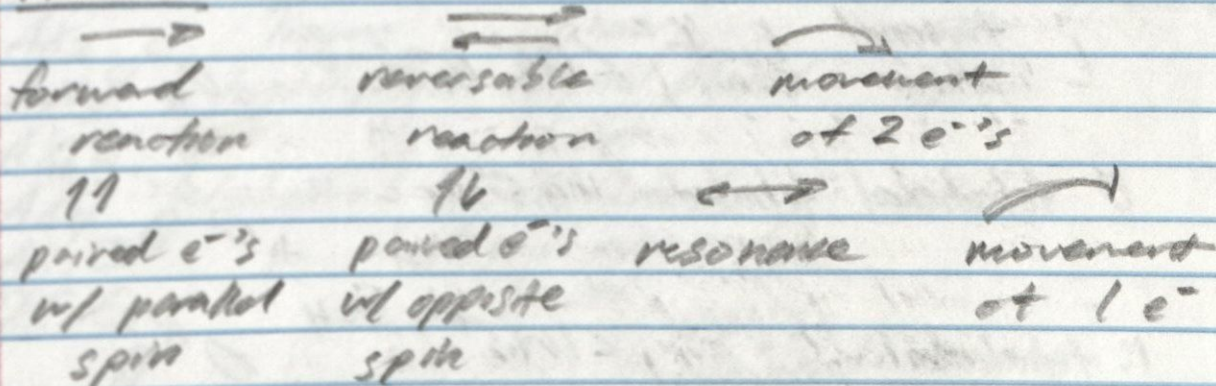 → ⇌ ↷
forward reversable movement
reaction reaction of 2 e⁻'s
↿↿ ↿⇂ ↔ ⇀
paired e⁻'s paired e⁻'s resonance movement
w/ parallel w/ opposite of 1 e⁻
spin spin